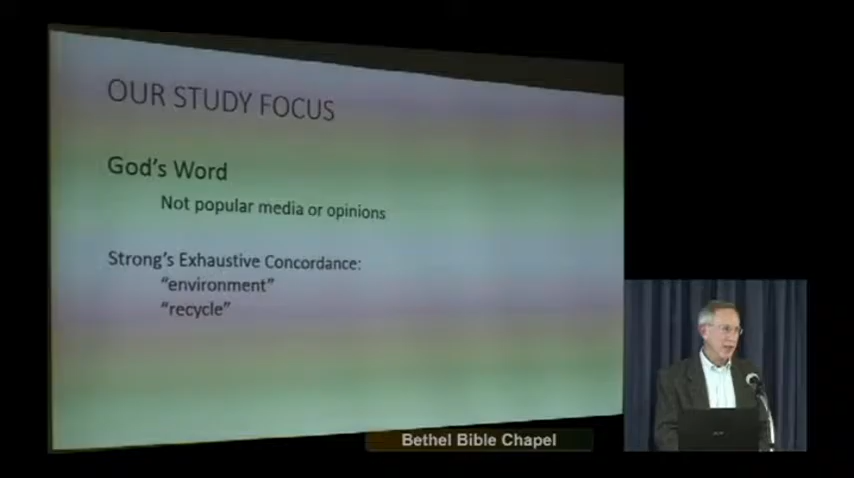 OUR STUDY FOCUS
God's Word
Not popular media or opinions
Strong's Exhaustive Concordance:
"environment"
"recycle"
Bethel Bible Chapel